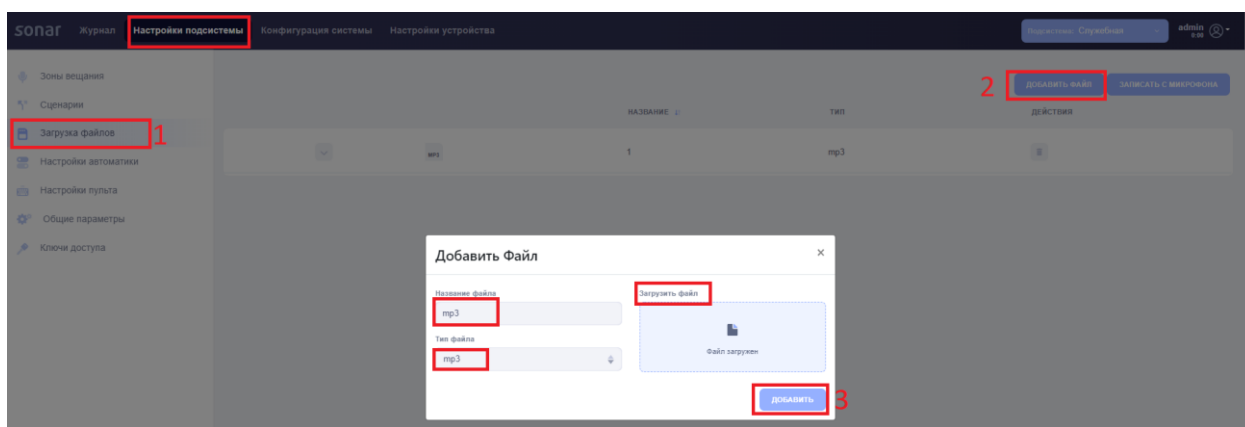 sonar Журнал Настройки подсистемы Конфигурация системы Настройки устройства Подсистема: Служебная admin
0:00
Зоны вещания
2 ДОБАВИТЬ ФАЙЛ ЗАПИСАТЬ С МИКРОФОНА
Сценарии
НАЗВАНИЕ ТИП ДЕЙСТВИЯ
Загрузка файлов 1
MP3 1 mp3
Настройки автоматики
Настройки пульта
Общие параметры
Ключи доступа
Добавить Файл ×
Название файла Загрузить файл
mp3
Тип файла
Файл загружен
mp3
ДОБАВИТЬ 3